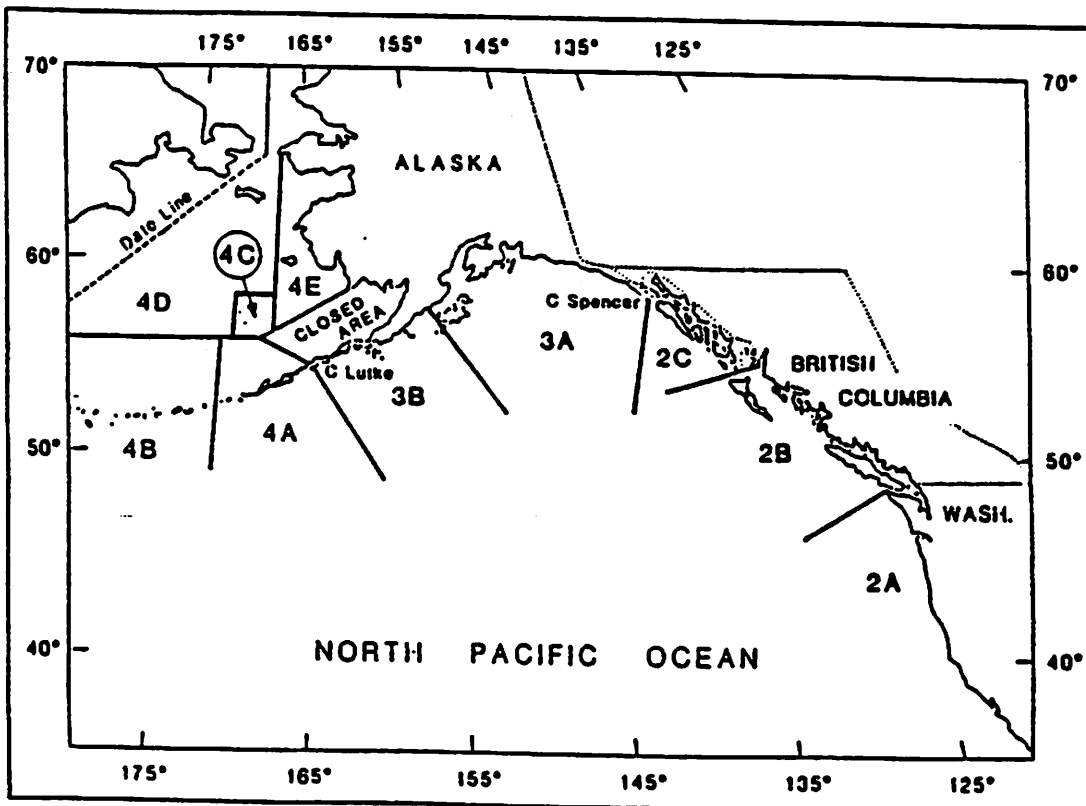 175° 165° 155° 145° 135° 125°
70° 70°
ALASKA
Date Line
4C
60° 60°
4D
4E
CLOSED
AREA
C Spencer
3A
2C
BRITISH
COLUMBIA
C Lutke
3B
4A
4B
50° 50°
2B
WASH.
2A
40° 40°
NORTH PACIFIC OCEAN
175° 165° 155° 145° 135° 125°